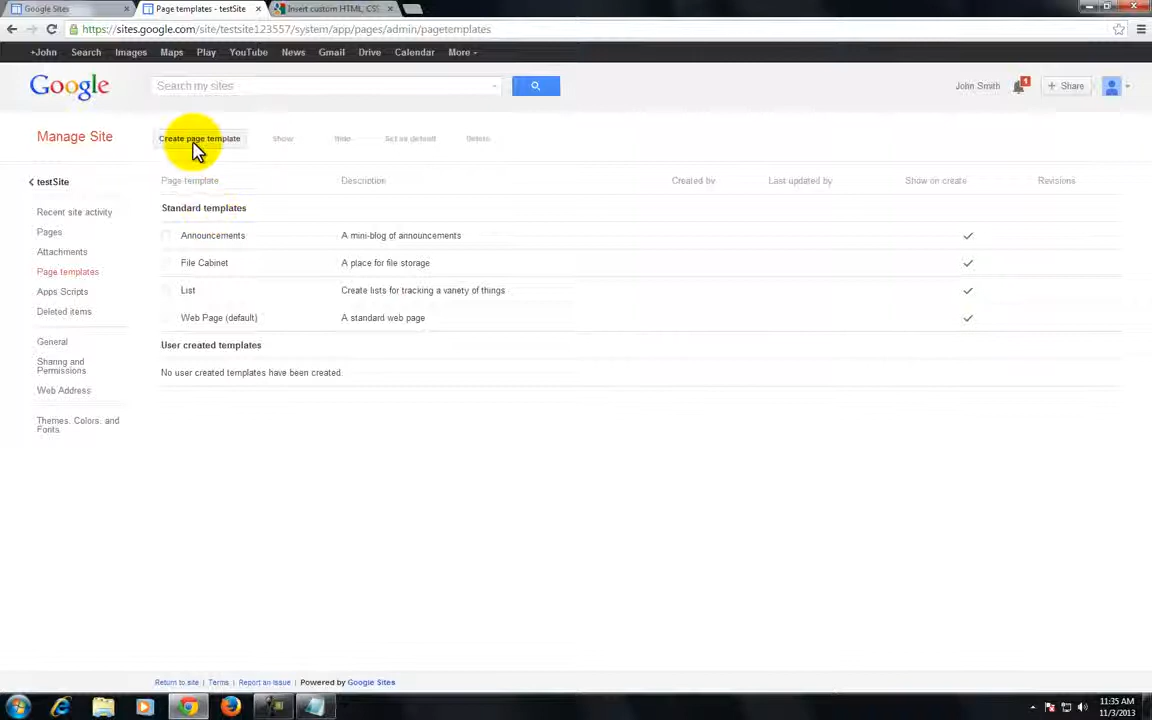 Google Sites
Page templates - testSite
Insert custom HTML, CSS
https://sites.google.com/site/testsite123557/system/app/pages/admin/pagetemplates
+John Search Images Maps Play YouTube News Gmail Drive Calendar More
Google
Search my sites
John Smith
1
+ Share
Manage Site
Create page template Show Hide Set as default Delete
testSite
Page template Description Created by Last updated by Show on create Revisions
Recent site activity
Pages
Attachments
Page templates
Apps Scripts
Deleted items
General
Sharing and
Permissions
Web Address
Themes, Colors, and
Fonts
Standard templates
Announcements A mini-blog of announcements
File Cabinet A place for file storage
List Create lists for tracking a variety of things
Web Page (default) A standard web page
User created templates
No user created templates have been created.
Return to site | Terms | Report an Issue | Powered by Google Sites
11:35 AM
11/3/2013